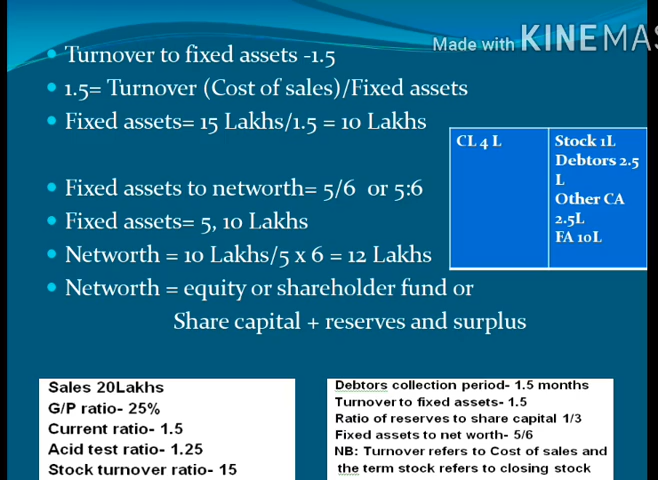 Turnover to fixed assets -1.5
Made with KINEMAS
1.5= Turnover (Cost of sales)/Fixed assets
Fixed assets= 15 Lakhs/1.5 = 10 Lakhs
CL 4 L
Stock 1L
Debtors 2.5
L
Other CA
2.5L
FA 10L
Fixed assets to networth= 5/6 or 5:6
Fixed assets= 5, 10 Lakhs
Networth = 10 Lakhs/5 x 6 = 12 Lakhs
Networth = equity or shareholder fund or
Share capital + reserves and surplus
Sales 20Lakhs
G/P ratio- 25%
Current ratio- 1.5
Acid test ratio- 1.25
Stock turnover ratio- 15
Debtors collection period- 1.5 months
Turnover to fixed assets- 1.5
Ratio of reserves to share capital 1/3
Fixed assets to net worth- 5/6
NB: Turnover refers to Cost of sales and
the term stock refers to closing stock